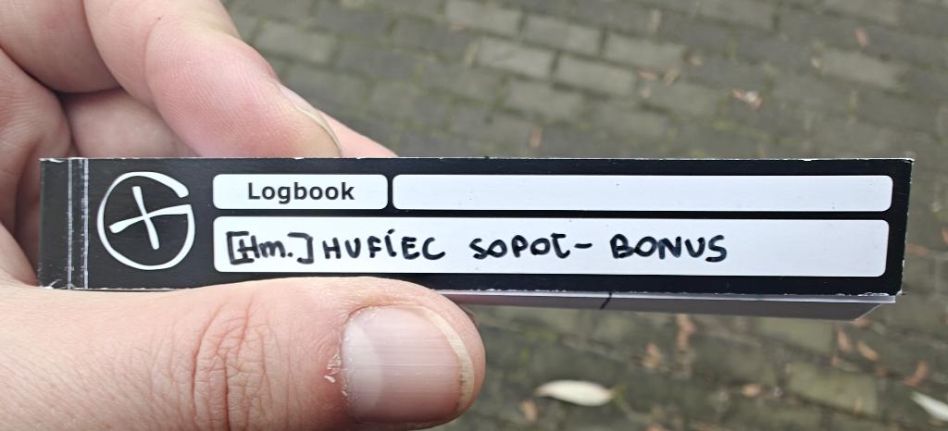 Logbook
[Hm.] HUFIEC SOPOT - BONUS